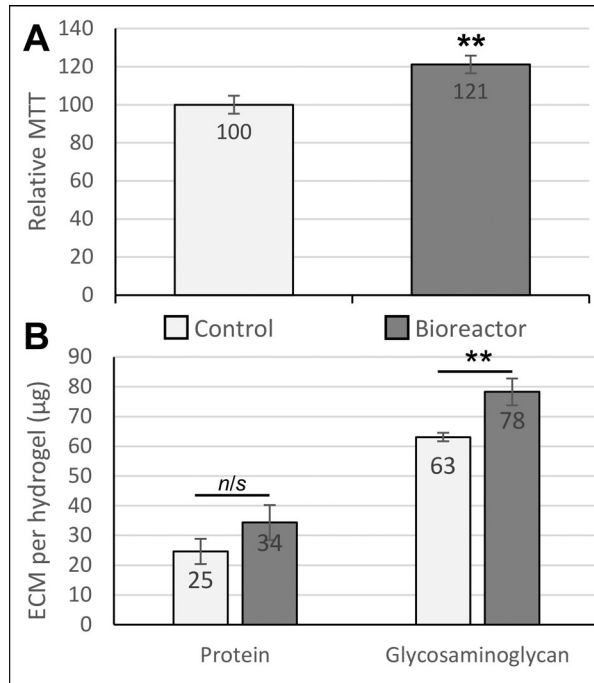 A
Relative MTT
140
120
100
80
60
40
20
0
100
**
121
Control
Bioreactor
B
ECM per hydrogel (µg)
90
80
70
60
50
40
30
20
10
0
n/s
25
34
**
63
78
Protein
Glycosaminoglycan